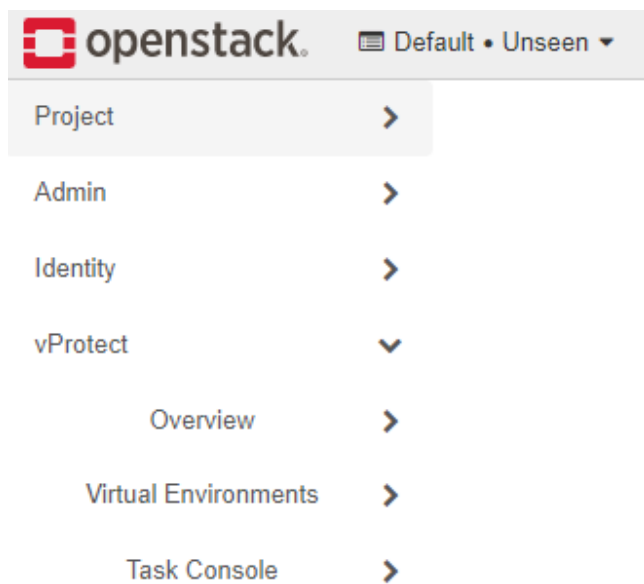 openstack. Default • Unseen
Project
Admin
Identity
vProtect
Overview
Virtual Environments
Task Console